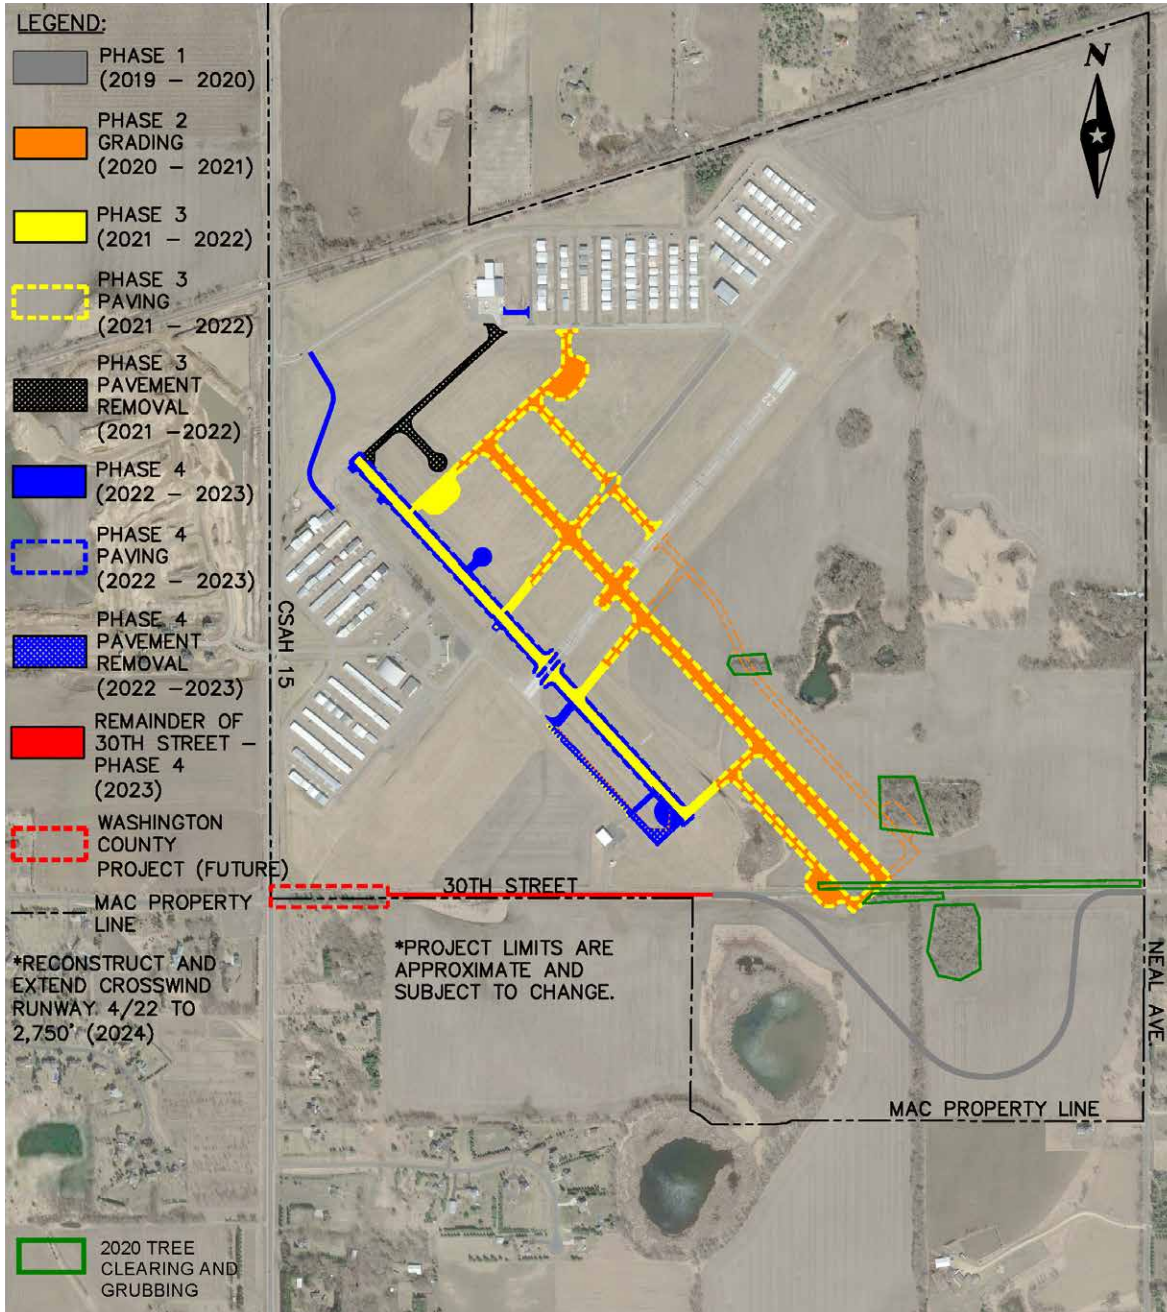 LEGEND:
PHASE 1
(2019 – 2020)
PHASE 2
GRADING
(2020 – 2021)
PHASE 3
(2021 – 2022)
PHASE 3
PAVING
(2021 – 2022)
PHASE 3
PAVEMENT
REMOVAL
(2021 –2022)
PHASE 4
(2022 – 2023)
PHASE 4
PAVING
(2022 – 2023)
PHASE 4
PAVEMENT
REMOVAL
(2022 –2023)
REMAINDER OF
30TH STREET –
PHASE 4
(2023)
WASHINGTON
COUNTY
PROJECT (FUTURE)
MAC PROPERTY
LINE
*RECONSTRUCT AND
EXTEND CROSSWIND
RUNWAY 4/22 TO
2,750' (2024)
2020 TREE
CLEARING AND
GRUBBING
N
CSAH 15
30TH STREET
*PROJECT LIMITS ARE
APPROXIMATE AND
SUBJECT TO CHANGE.
NEAL AVE.
MAC PROPERTY LINE